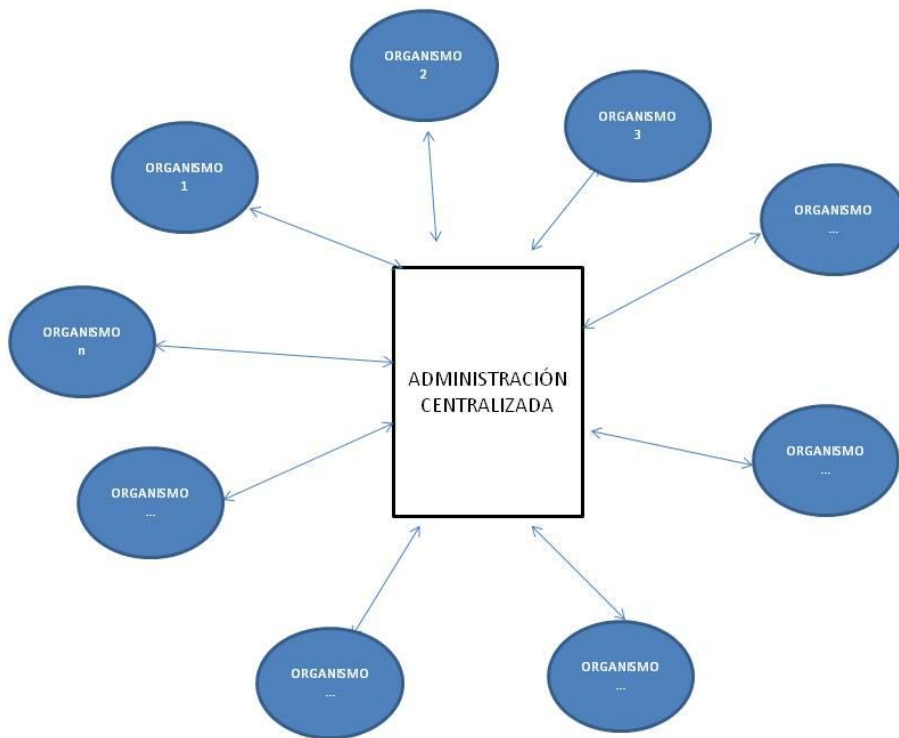 ORGANISMO
2
ORGANISMO
3
ORGANISMO
1
ORGANISMO
...
ORGANISMO
n
ADMINISTRACIÓN
CENTRALIZADA
ORGANISMO
...
ORGANISMO
...
ORGANISMO
...
ORGANISMO
...